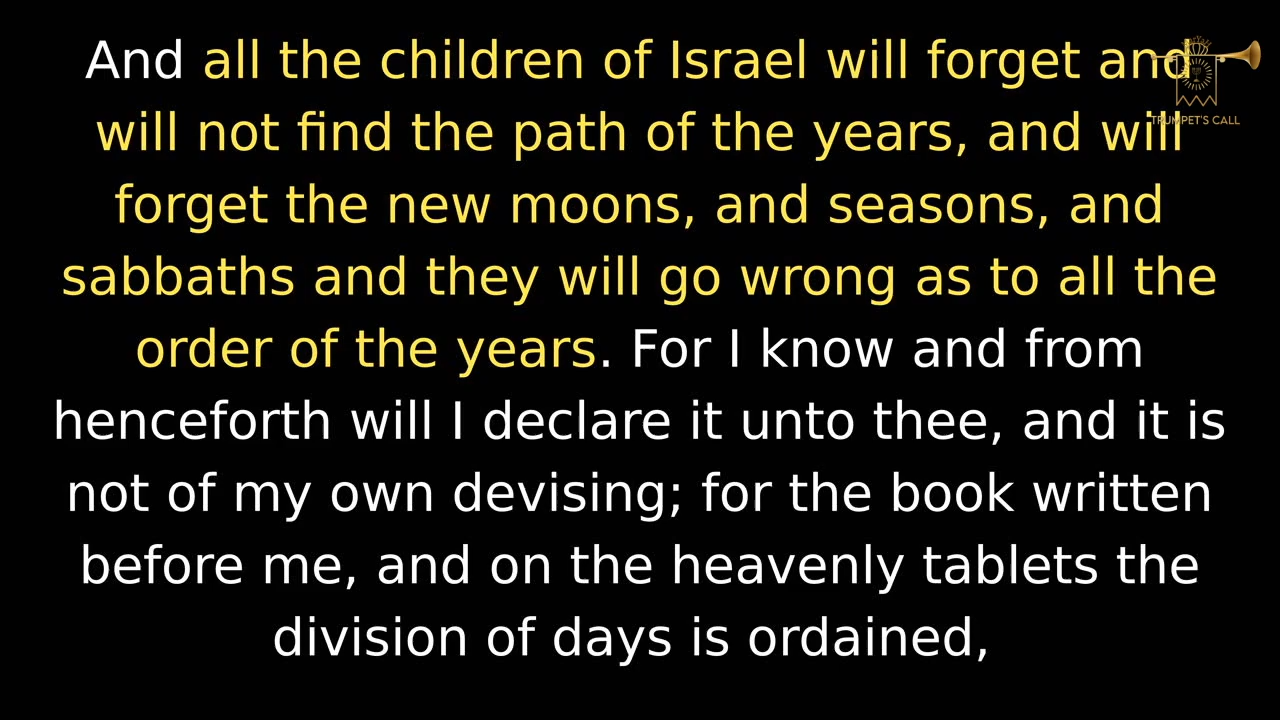 And all the children of Israel will forget and
will not find the path of the years, and will
forget the new moons, and seasons, and
sabbaths and they will go wrong as to all the
order of the years. For I know and from
henceforth will I declare it unto thee, and it is
not of my own devising; for the book written
before me, and on the heavenly tablets the
division of days is ordained,
TRUMPET'S CALL